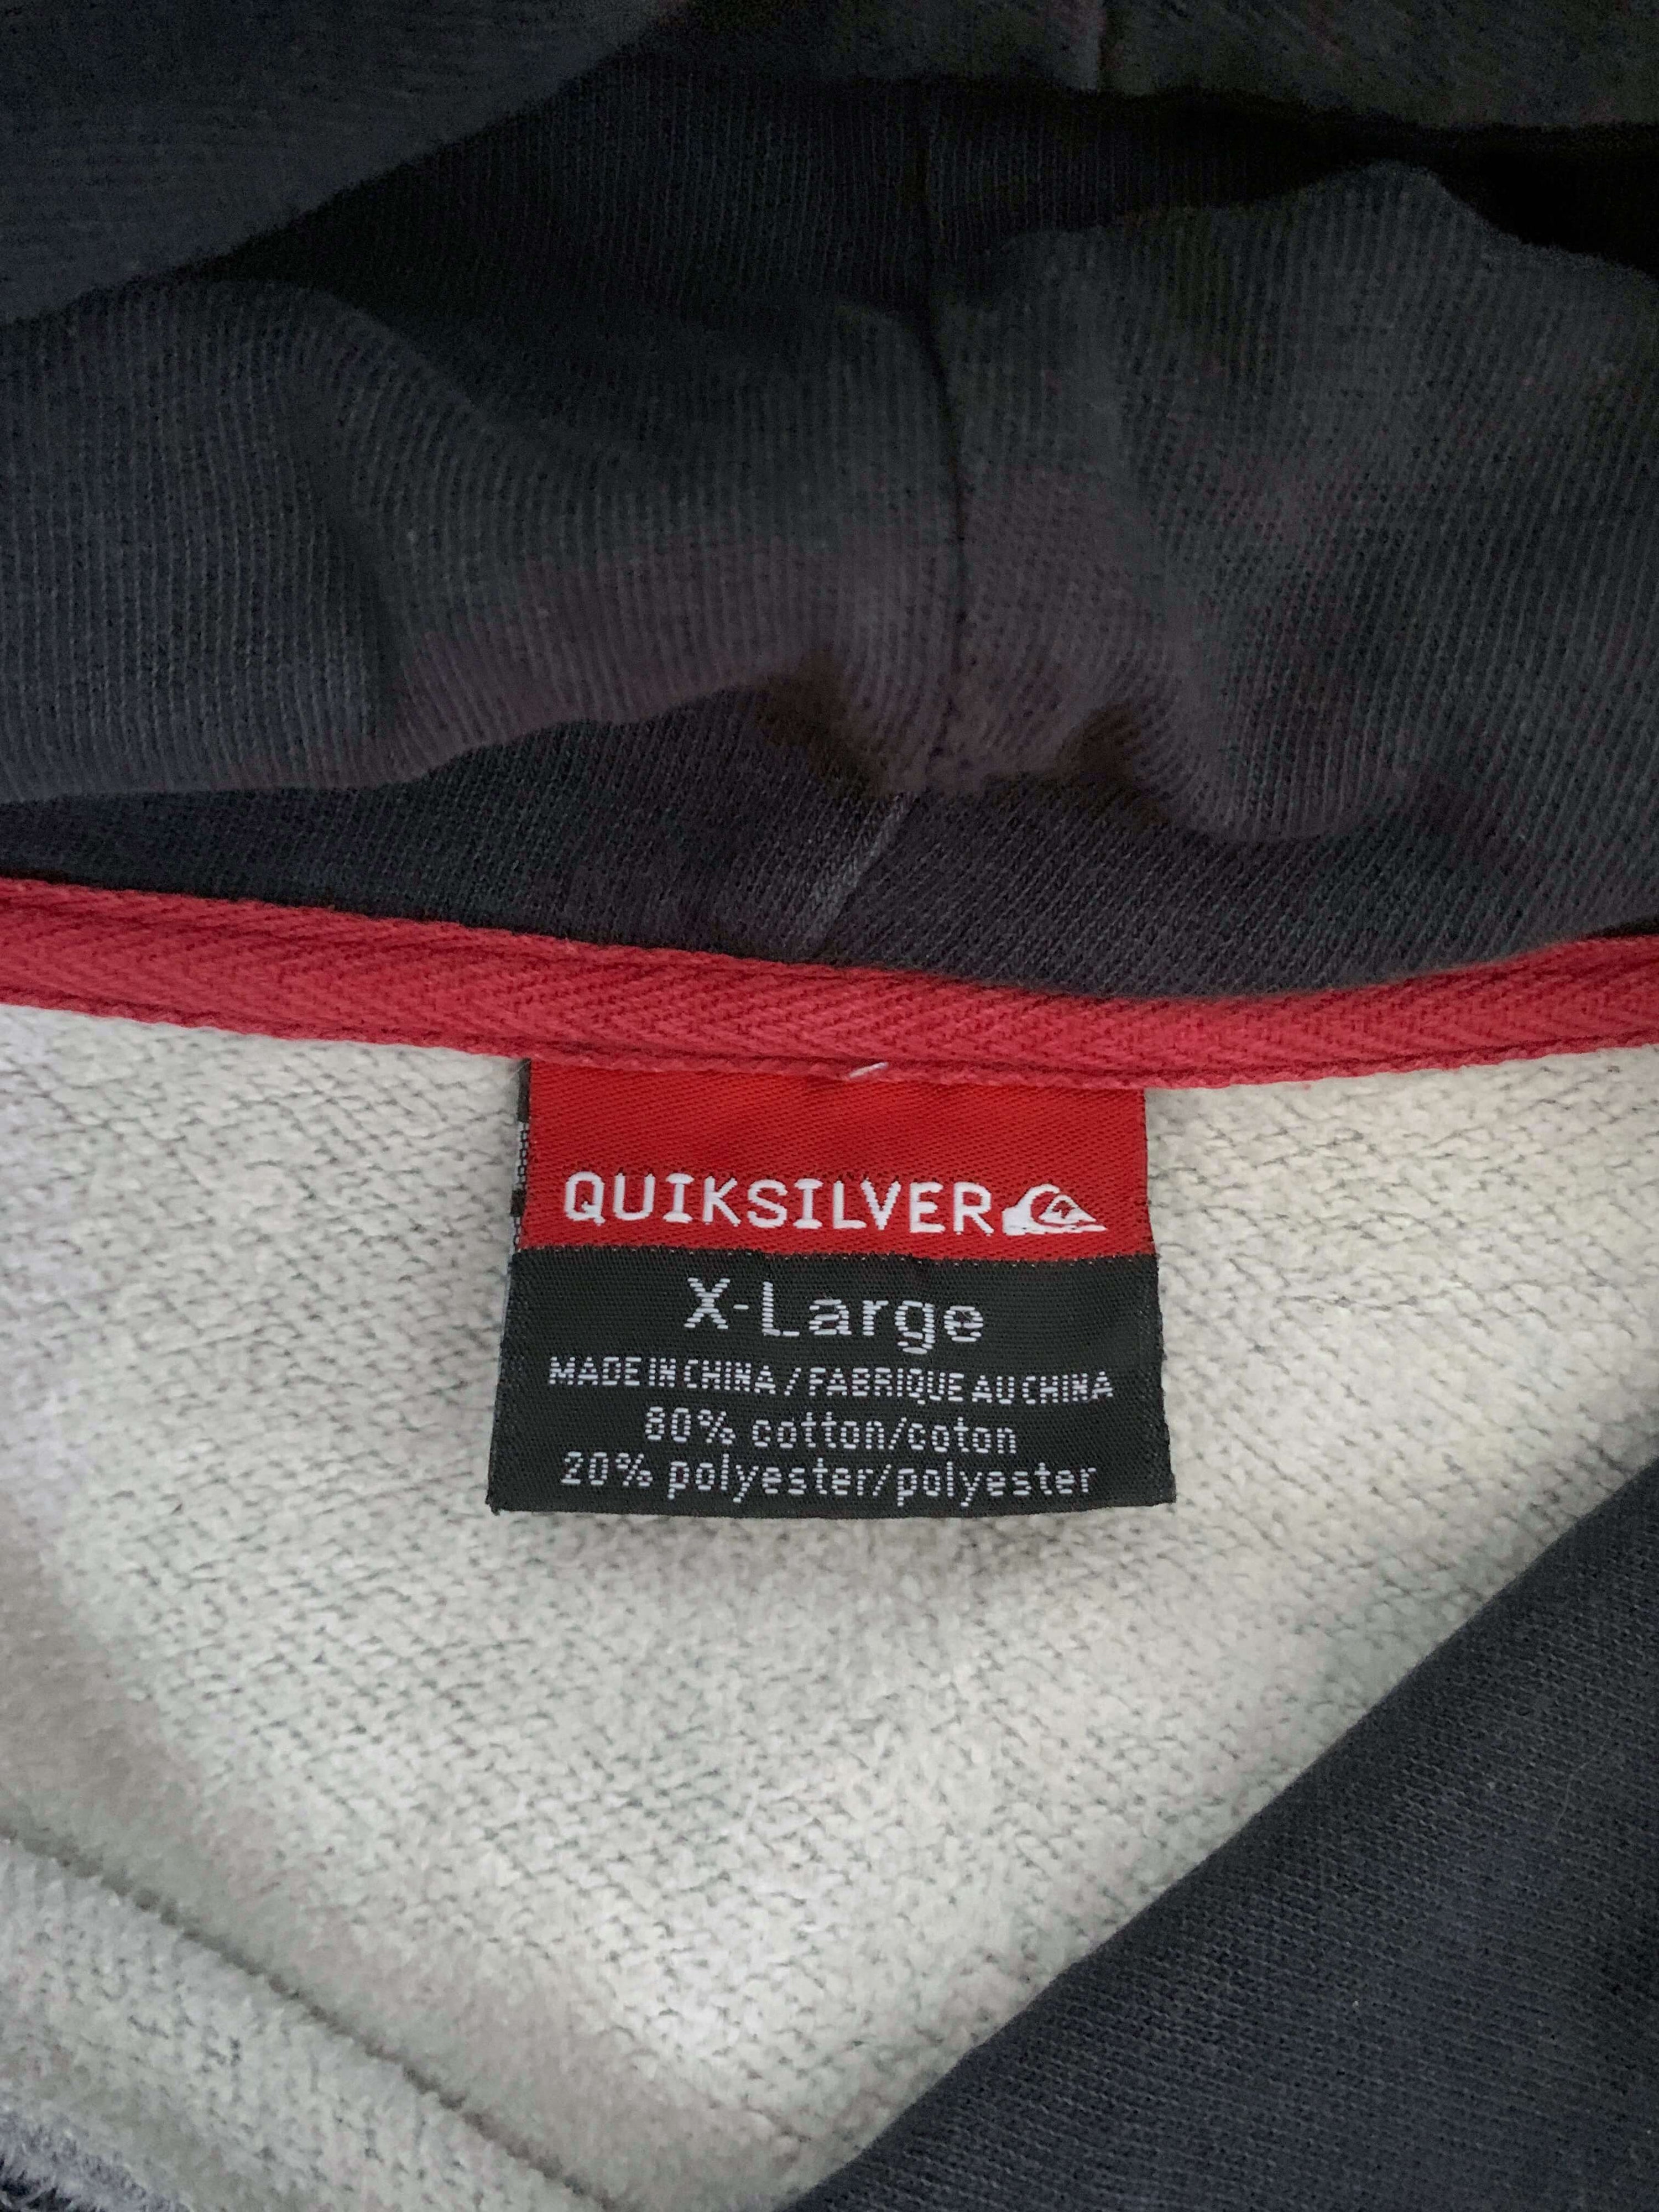 QUIKSILVER
X-Large
MADE IN CHINA / FABRIQUE AU CHINA
80% cotton/coton
20% polyester/polyester